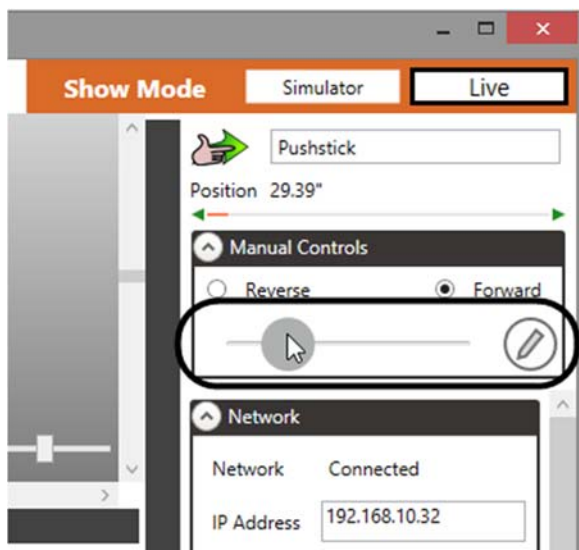 Show Mode Simulator Live
Pushstick
Position 29.39"
Manual Controls
Reverse Forward
Network
Network Connected
IP Address 192.168.10.32